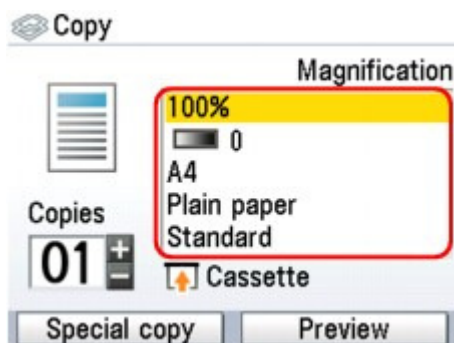 Copy
Magnification
100%
0
A4
Plain paper
Standard
Copies
01
Cassette
Special copy
Preview